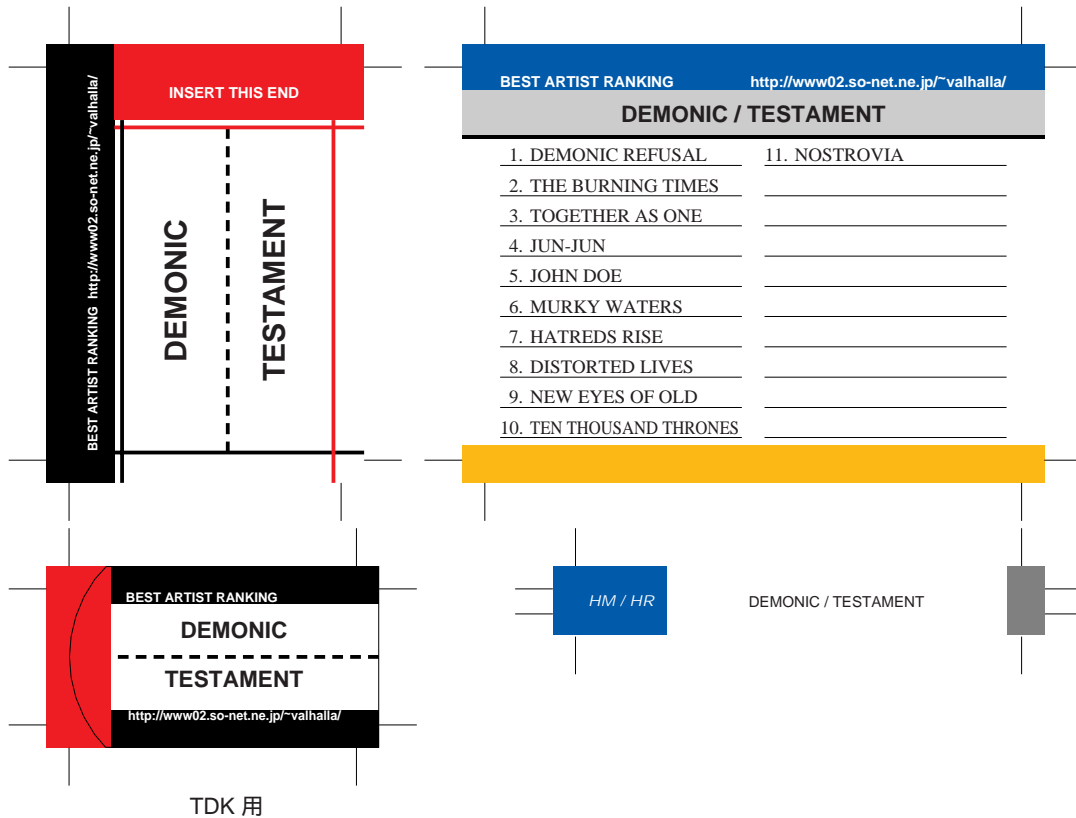 BEST ARTIST RANKING http://www02.so-net.ne.jp/~valhalla/
INSERT THIS END
DEMONIC
TESTAMENT
BEST ARTIST RANKING http://www02.so-net.ne.jp/~valhalla/
DEMONIC / TESTAMENT
1. DEMONIC REFUSAL
2. THE BURNING TIMES
3. TOGETHER AS ONE
4. JUN-JUN
5. JOHN DOE
6. MURKY WATERS
7. HATREDS RISE
8. DISTORTED LIVES
9. NEW EYES OF OLD
10. TEN THOUSAND THRONES
11. NOSTROVIA
BEST ARTIST RANKING
DEMONIC
TESTAMENT
http://www02.so-net.ne.jp/~valhalla/
TDK 用
HM / HR
DEMONIC / TESTAMENT